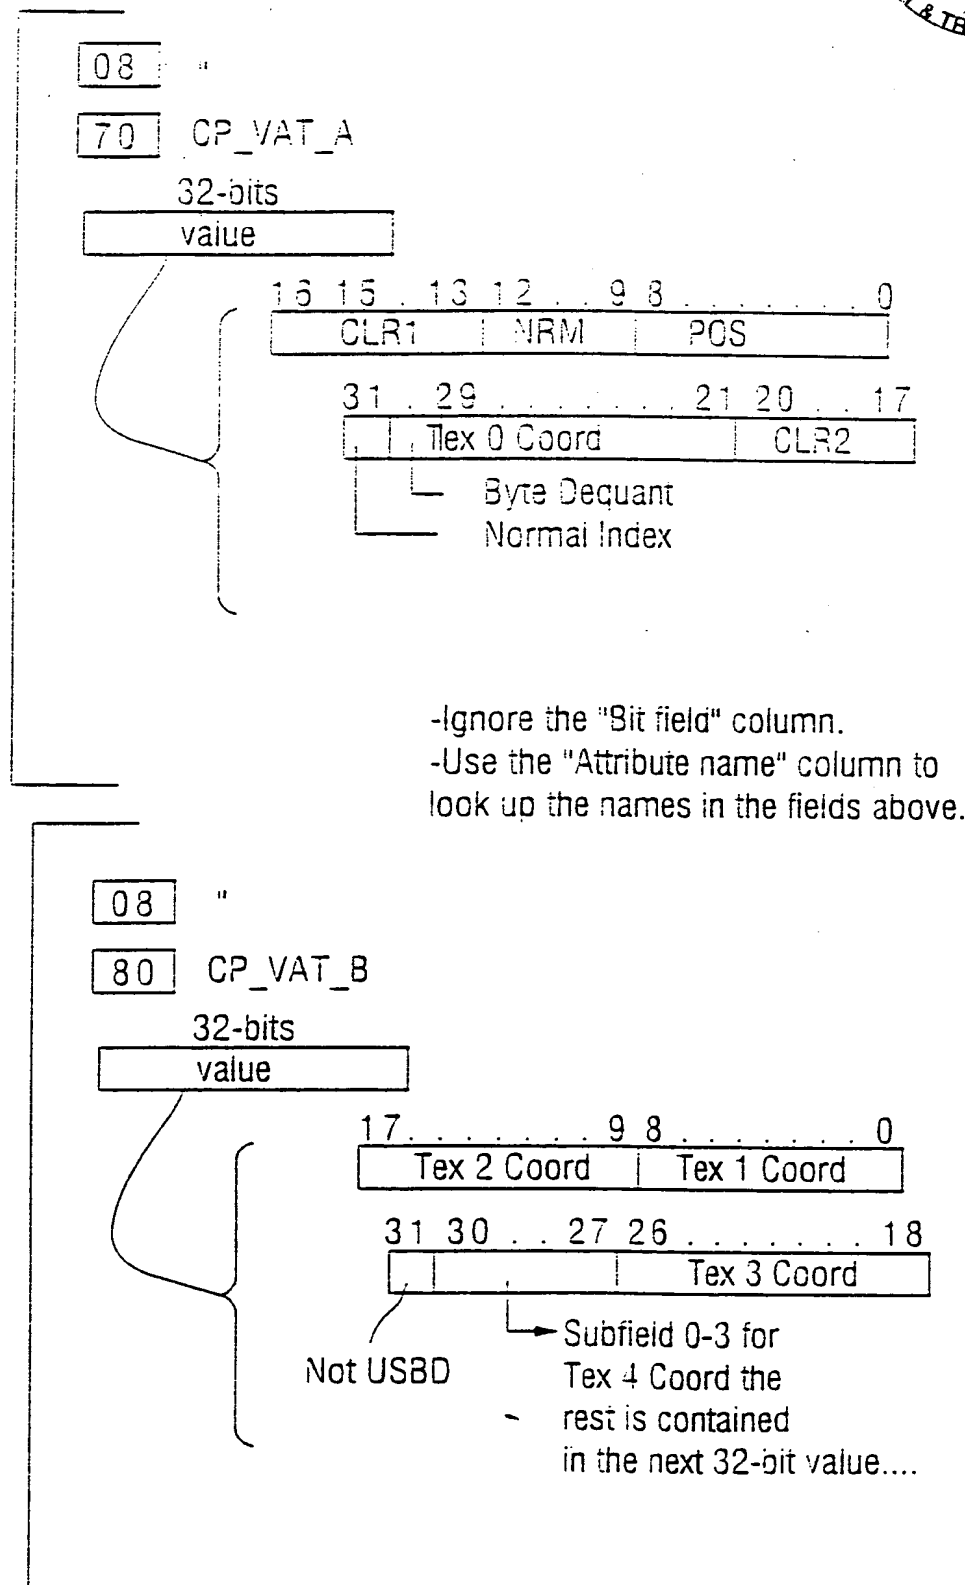 & TE
08 "
70 CP_VAT_A
32-bits
value
16 15 . 13 12 . . 9 8 . . . . . . . 0
CLR1 NRM POS
31 . 29 . . . . . . . 21 20 . . 17
Tex 0 Coord CLR2
Byte Dequant
Normal Index
-Ignore the "Bit field" column.
-Use the "Attribute name" column to
look up the names in the fields above.
08 "
80 CP_VAT_B
32-bits
value
17 . . . . . . . 9 8 . . . . . . . 0
Tex 2 Coord Tex 1 Coord
31 30 . . 27 26 . . . . . . . 18
Tex 3 Coord
Subfield 0-3 for
Not USBD
Tex 4 Coord the
rest is contained
in the next 32-bit value....